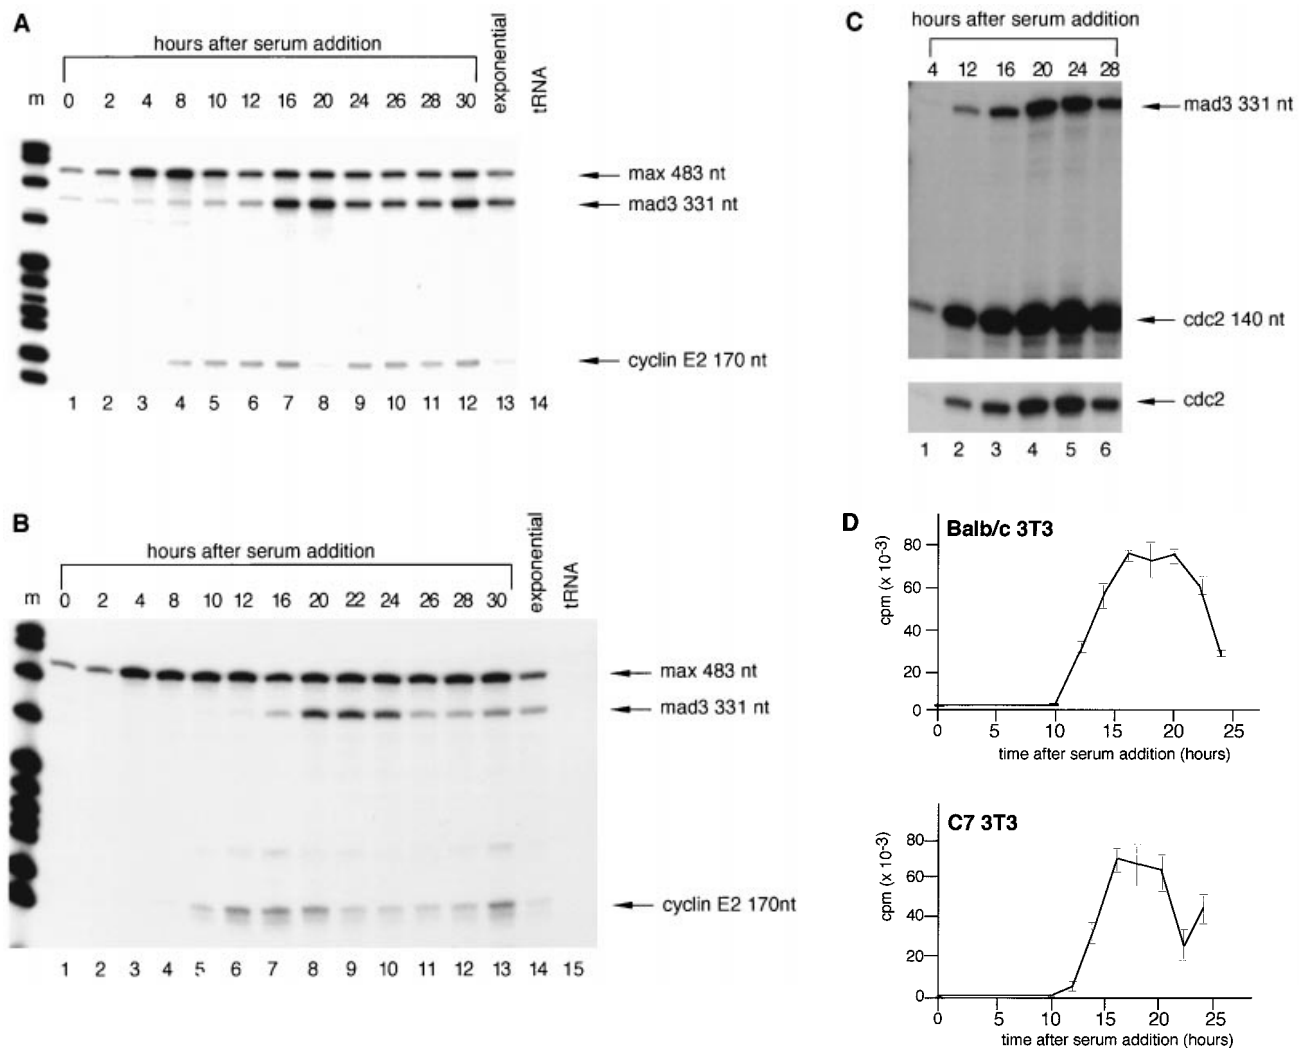 A
hours after serum addition
exponential
tRNA
m 0 2 4 8 10 12 16 20 24 26 28 30
max 483 nt
mad3 331 nt
cyclin E2 170 nt
1 2 3 4 5 6 7 8 9 10 11 12 13 14
B
hours after serum addition
exponential
tRNA
m 0 2 4 8 10 12 16 20 22 24 26 28 30
max 483 nt
mad3 331 nt
cyclin E2 170nt
1 2 3 4 5 6 7 8 9 10 11 12 13 14 15
C
hours after serum addition
4 12 16 20 24 28
mad3 331 nt
cdc2 140 nt
cdc2
1 2 3 4 5 6
D
Balb/c 3T3
cpm (x 10-3)
80
60
40
20
0
0 5 10 15 20 25
time after serum addition (hours)
C7 3T3
cpm (x 10-3)
80
60
40
20
0
0 5 10 15 20 25
time after serum addition (hours)